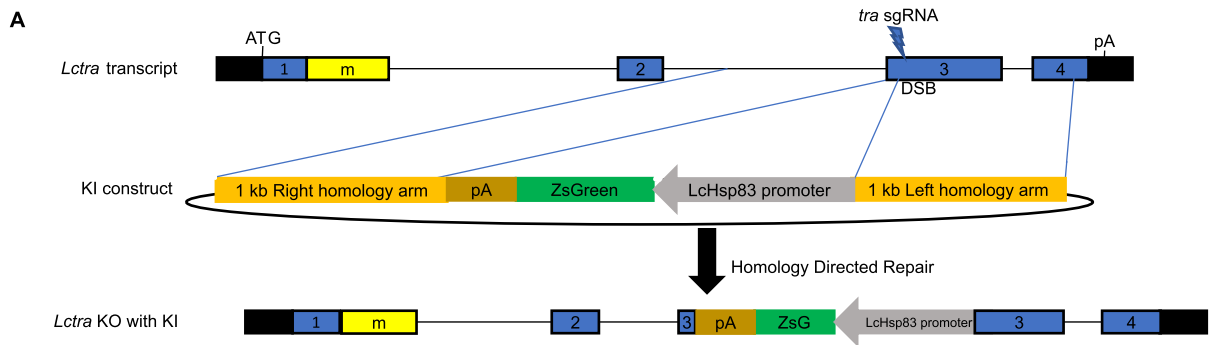 A
tra sgRNA
ATG
pA
Lctra transcript
1 m 2 3 4
DSB
KI construct
1 kb Right homology arm pA ZsGreen LcHsp83 promoter 1 kb Left homology arm
Homology Directed Repair
Lctra KO with KI
1 m 2 3 pA ZsG LcHsp83 promoter 3 4